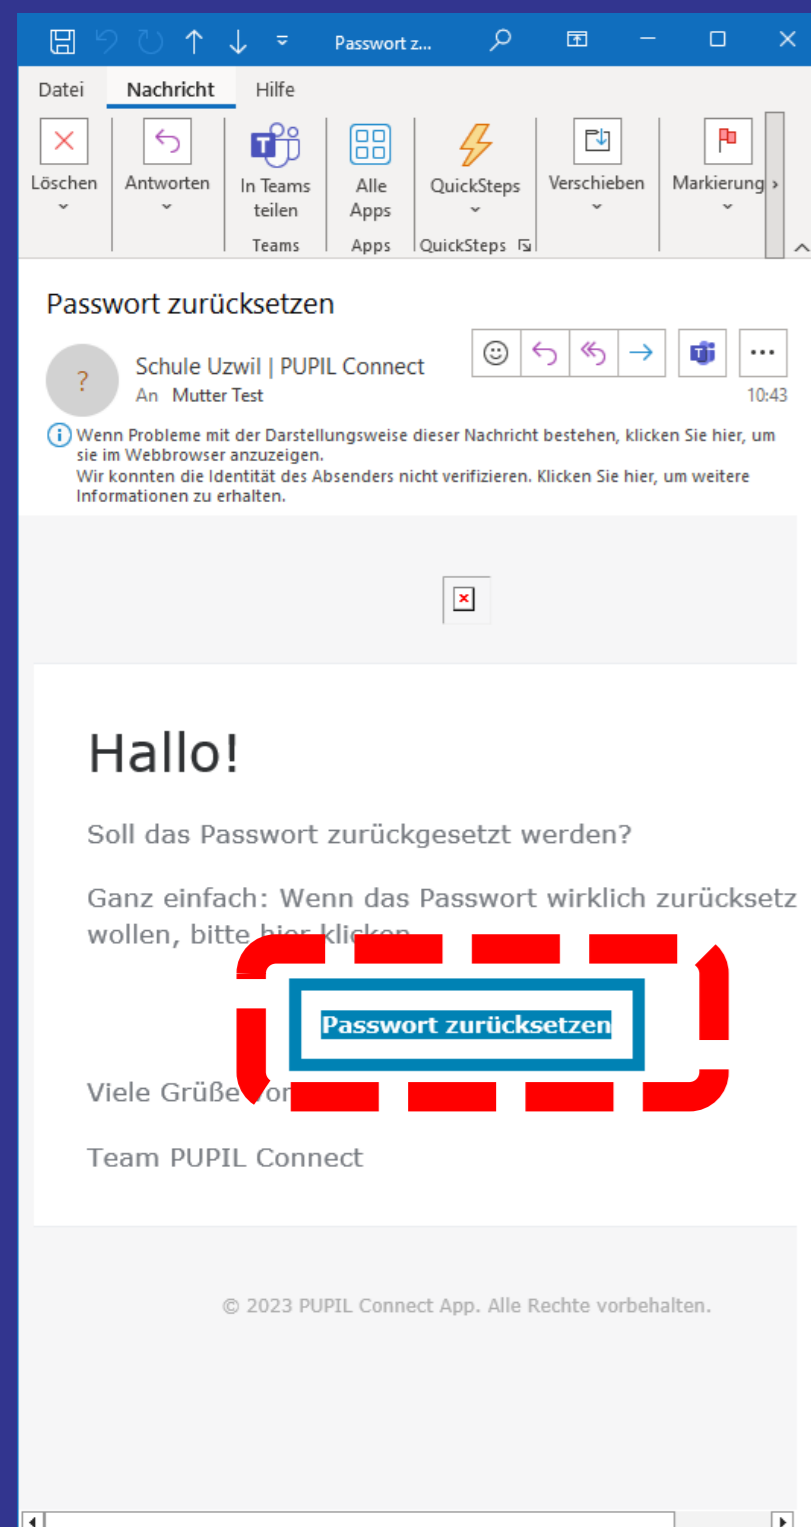 Passwort z...
Datei Nachricht Hilfe
Löschen Antworten In Teams teilen Alle Apps QuickSteps Verschieben Markierung
Teams Apps QuickSteps
Passwort zurücksetzen
?
Schule Uzwil | PUPIL Connect
An Mutter Test
10:43
Wenn Probleme mit der Darstellungsweise dieser Nachricht bestehen, klicken Sie hier, um
sie im Webbrowser anzuzeigen.
Wir konnten die Identität des Absenders nicht verifizieren. Klicken Sie hier, um weitere
Informationen zu erhalten.
Hallo!
Soll das Passwort zurückgesetzt werden?
Ganz einfach: Wenn das Passwort wirklich zurücksetz
wollen, bitte hier klicken
Passwort zurücksetzen
Viele Grüße
Team PUPIL Connect
© 2023 PUPIL Connect App. Alle Rechte vorbehalten.